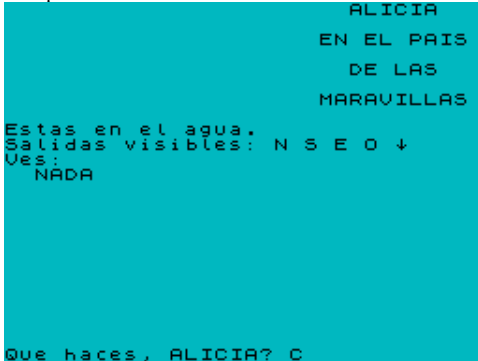 ALICIA
EN EL PAIS
DE LAS
MARAVILLAS
Estas en el agua.
Salidas visibles: N S E O ↓
Ves:
NADA
Que haces, ALICIA? C